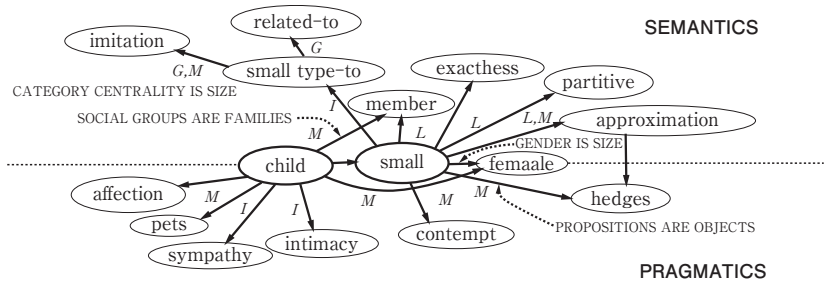 related-to
SEMANTICS
imitation
G
G,M
small type-to
exacthess
partitive
CATEGORY CENTRALITY IS SIZE
SOCIAL GROUPS ARE FAMILIES
I
member
L
L,M
approximation
M
L
GENDER IS SIZE
child
small
femaale
affection
M
I
I
M
M
M
hedges
pets
sympathy
intimacy
contempt
PROPOSITIONS ARE OBJECTS
PRAGMATICS